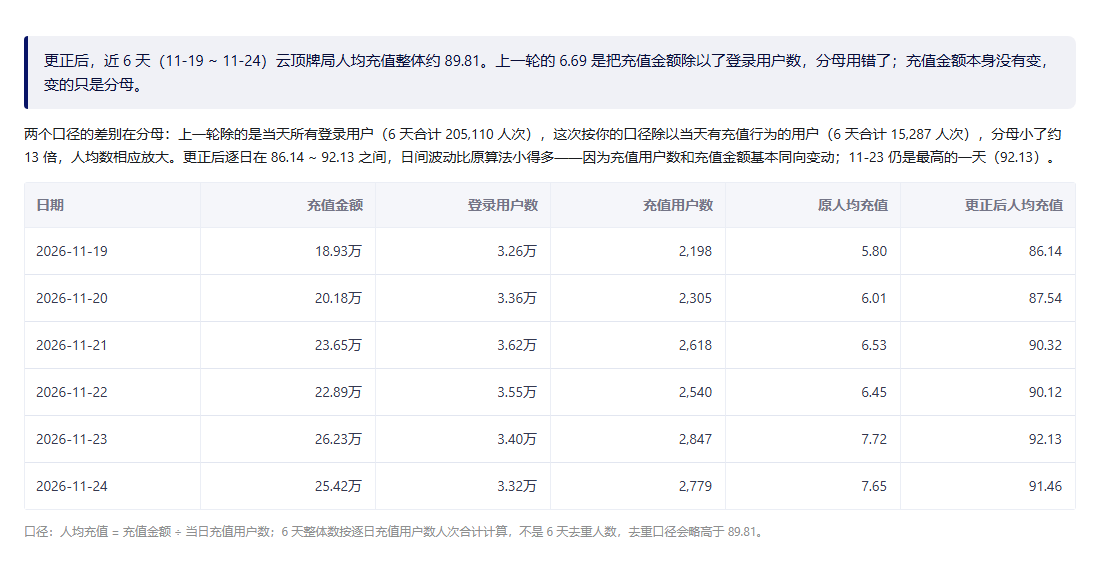 更正后，近 6 天（11-19 ~ 11-24）云顶牌局人均充值整体约 89.81。上一轮的 6.69 是把充值金额除以了登录用户数，分母用错了；充值金额本身没有变，
变的只是分母。
两个口径的差别在分母：上一轮除的是当天所有登录用户（6 天合计 205,110 人次），这次按你的口径除以当天有充值行为的用户（6 天合计 15,287 人次），分母小了约
13 倍，人均数相应放大。更正后逐日在 86.14 ~ 92.13 之间，日间波动比原算法小得多——因为充值用户数和充值金额基本同向变动；11-23 仍是最高的一天（92.13）。
日期 充值金额 登录用户数 充值用户数 原人均充值 更正后人均充值
2026-11-19 18.93万 3.26万 2,198 5.80 86.14
2026-11-20 20.18万 3.36万 2,305 6.01 87.54
2026-11-21 23.65万 3.62万 2,618 6.53 90.32
2026-11-22 22.89万 3.55万 2,540 6.45 90.12
2026-11-23 26.23万 3.40万 2,847 7.72 92.13
2026-11-24 25.42万 3.32万 2,779 7.65 91.46
口径：人均充值 = 充值金额 ÷ 当日充值用户数；6 天整体数按逐日充值用户数人次合计计算，不是 6 天去重人数，去重口径会略高于 89.81。